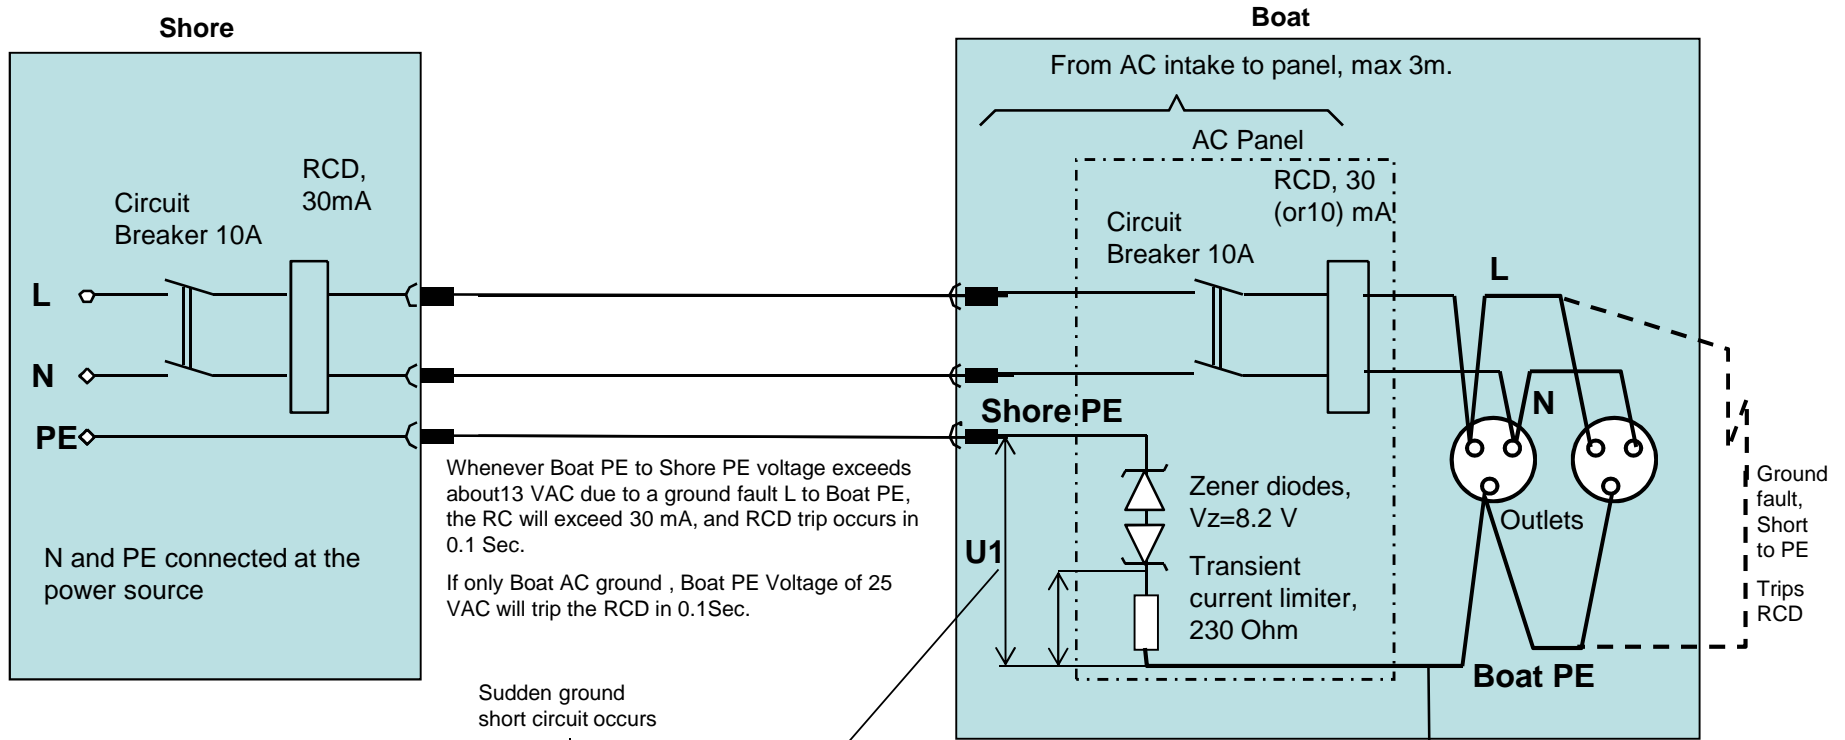 Shore
Boat
From AC intake to panel, max 3m.
AC Panel
RCD,
30mA
Circuit
Breaker 10A
RCD, 30
(or10) mA
Circuit
Breaker 10A
L
N
PE
L
N
Shore PE
Whenever Boat PE to Shore PE voltage exceeds
about13 VAC due to a ground fault L to Boat PE,
the RC will exceed 30 mA, and RCD trip occurs in
0.1 Sec.
If only Boat AC ground , Boat PE Voltage of 25
VAC will trip the RCD in 0.1Sec.
N and PE connected at the
power source
U1
Zener diodes,
Vz=8.2 V
Transient
current limiter,
230 Ohm
Outlets
Boat PE
Ground
fault,
Short
to PE
Trips
RCD
Sudden ground
short circuit occurs